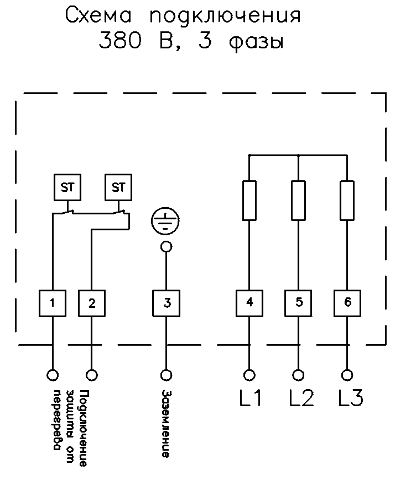 Схема подключения
380 В, 3 фазы
ST
ST
1
2
3
4
5
6
Подключение
защиты от
перегрева
Заземление
L1
L2
L3